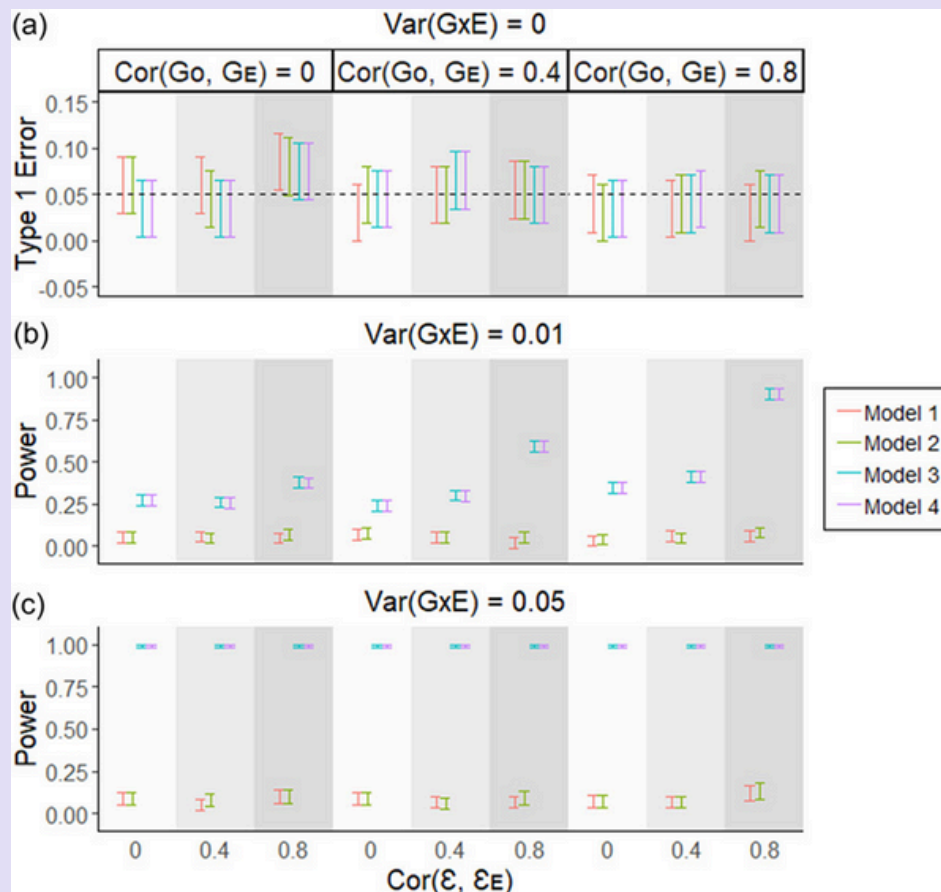 (a) Var(GxE) = 0
Cor(Go, GE) = 0 Cor(Go, GE) = 0.4 Cor(Go, GE) = 0.8
Type 1 Error
0.15
0.10
0.05
0.00
-0.05
(b) Var(GxE) = 0.01
Power
1.00
0.75
0.50
0.25
0.00
Model 1
Model 2
Model 3
Model 4
(c) Var(GxE) = 0.05
Power
1.00
0.75
0.50
0.25
0.00
0 0.4 0.8 0 0.4 0.8 0 0.4 0.8
Cor(Ɛ, ƐE)